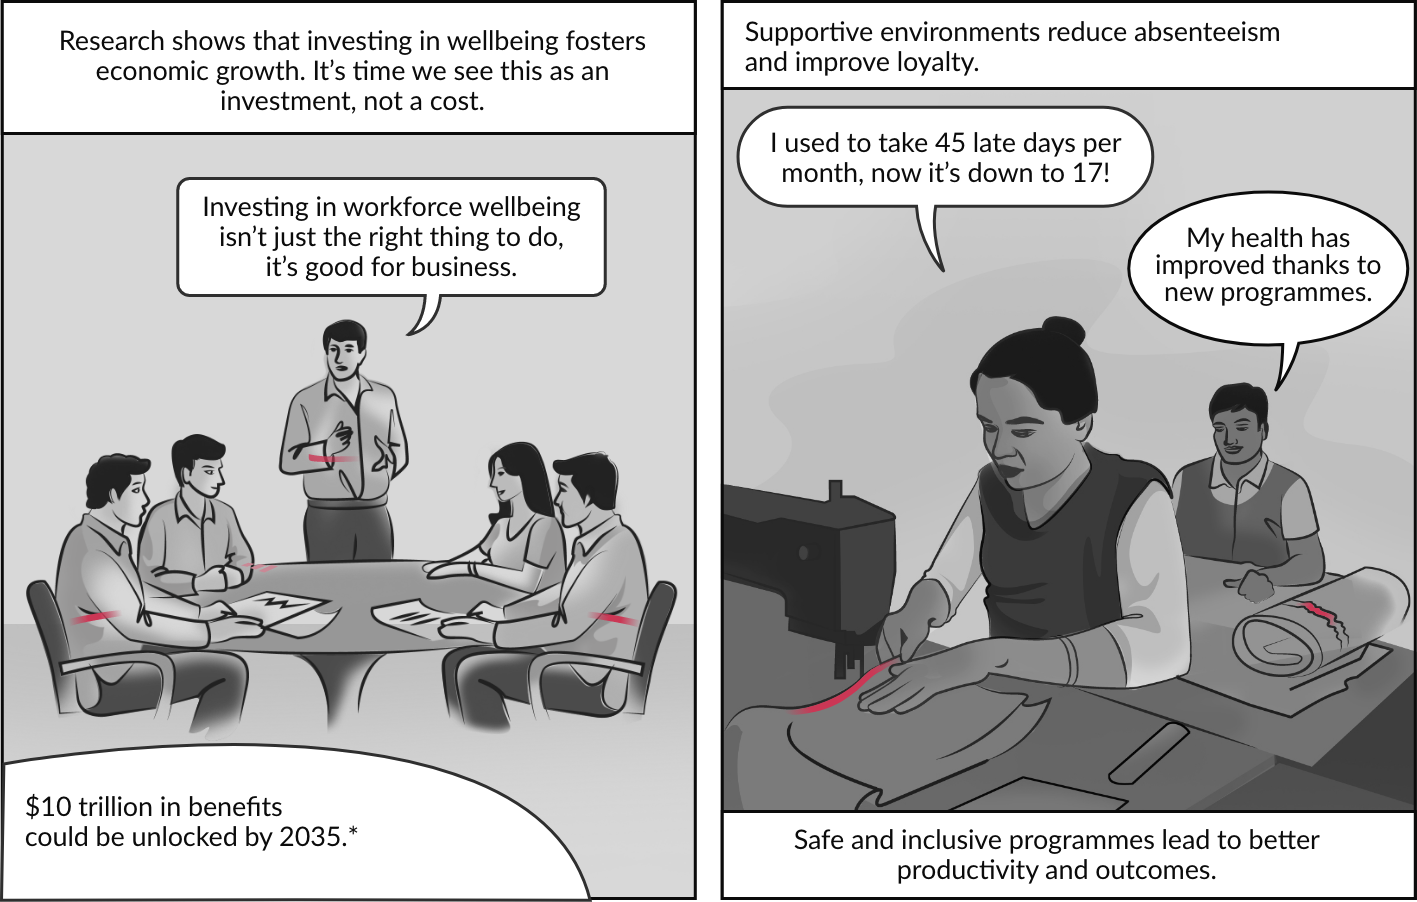 Research shows that investing in wellbeing fosters
economic growth. It’s time we see this as an
investment, not a cost.
Investing in workforce wellbeing
isn’t just the right thing to do,
it’s good for business.
$10 trillion in benefits
could be unlocked by 2035.*
Supportive environments reduce absenteeism
and improve loyalty.
I used to take 45 late days per
month, now it’s down to 17!
My health has
improved thanks to
new programmes.
Safe and inclusive programmes lead to better
productivity and outcomes.